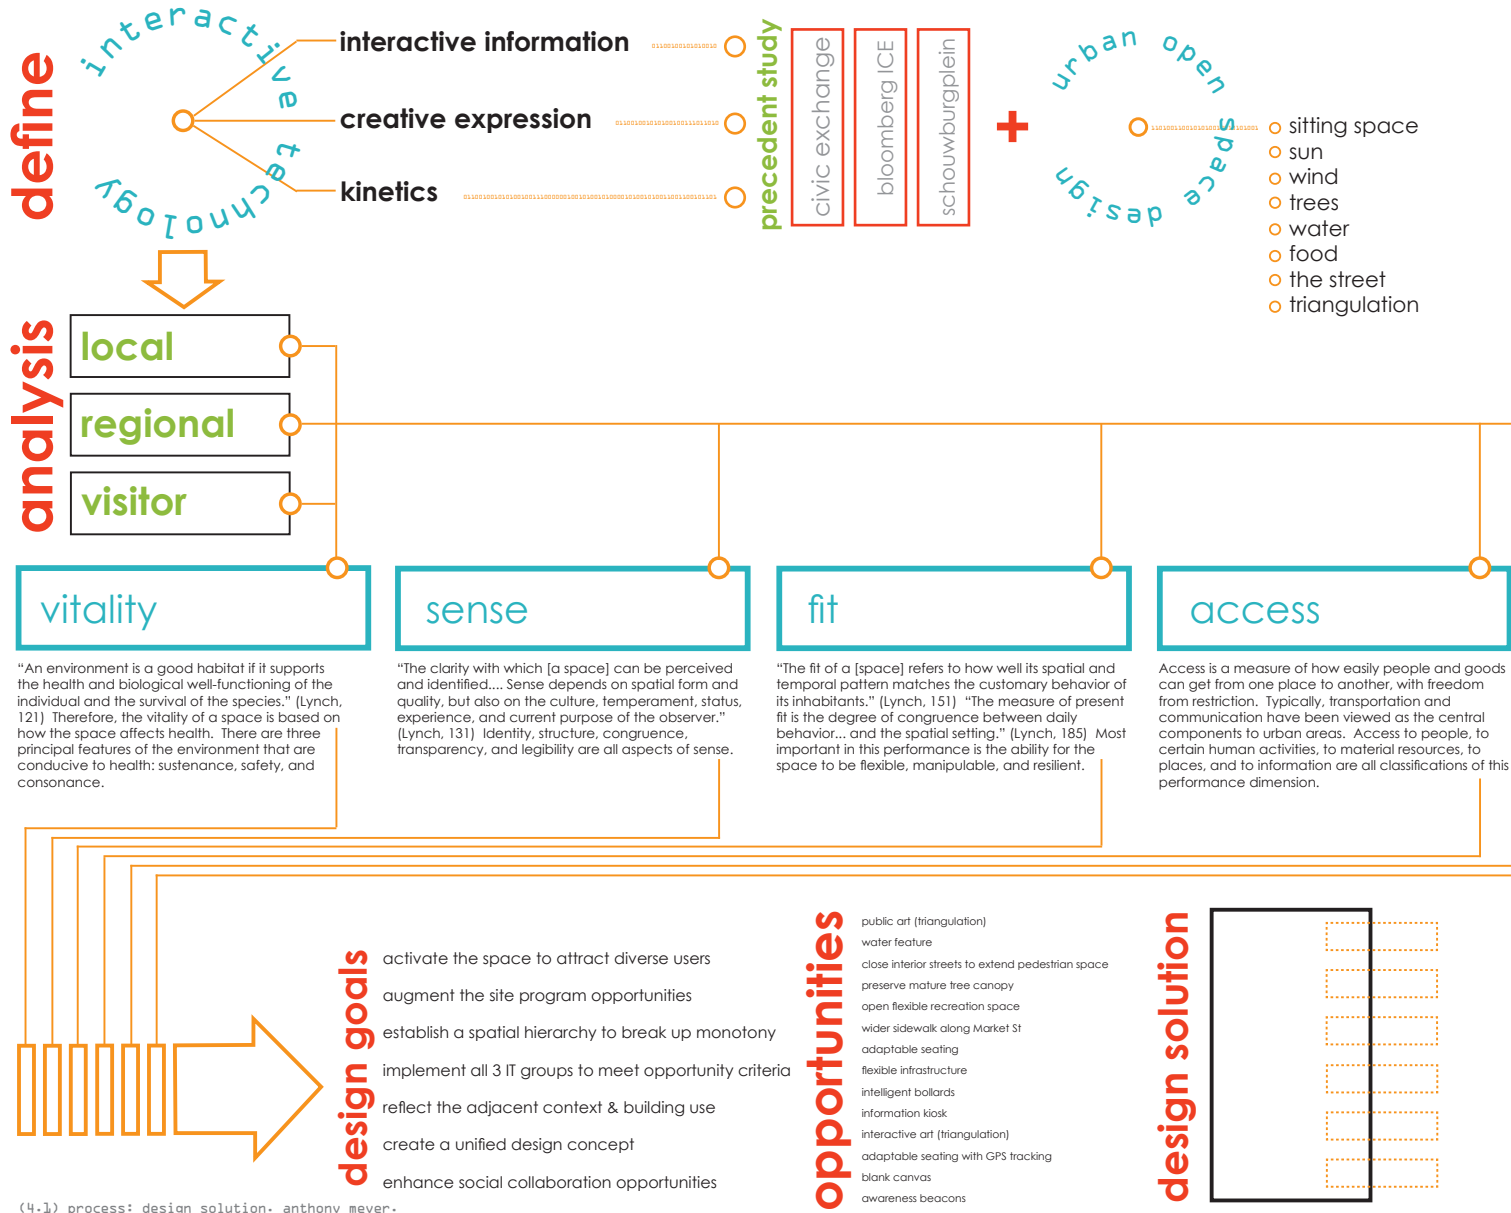 define
interactive technology
interactive information
creative expression
kinetics
precedent study
civic exchange
bloomberg ICE
schouwburgplein
+
urban open space design
sitting space
sun
wind
trees
water
food
the street
triangulation
analysis
local
regional
visitor
vitality
“An environment is a good habitat if it supports
the health and biological well-functioning of the
individual and the survival of the species.” (Lynch,
121)  Therefore, the vitality of a space is based on
how the space affects health.  There are three
principal features of the environment that are
conducive to health: sustenance, safety, and
consonance.
sense
“The clarity with which [a space] can be perceived
and identified.... Sense depends on spatial form and
quality, but also on the culture, temperament, status,
experience, and current purpose of the observer.”
(Lynch, 131)  Identity, structure, congruence,
transparency, and legibility are all aspects of sense.
fit
“The fit of a [space] refers to how well its spatial and
temporal pattern matches the customary behavior of
its inhabitants.” (Lynch, 151)  “The measure of present
fit is the degree of congruence between daily
behavior... and the spatial setting.” (Lynch, 185)  Most
important in this performance is the ability for the
space to be flexible, manipulable, and resilient.
access
Access is a measure of how easily people and goods
can get from one place to another, with freedom
from restriction.  Typically, transportation and
communication have been viewed as the central
components to urban areas.  Access to people, to
certain human activities, to material resources, to
places, and to information are all classifications of this
performance dimension.
design goals
activate the space to attract diverse users
augment the site program opportunities
establish a spatial hierarchy to break up monotony
implement all 3 IT groups to meet opportunity criteria
reflect the adjacent context & building use
create a unified design concept
enhance social collaboration opportunities
opportunities
public art (triangulation)
water feature
close interior streets to extend pedestrian space
preserve mature tree canopy
open flexible recreation space
wider sidewalk along Market St
adaptable seating
flexible infrastructure
intelligent bollards
information kiosk
interactive art (triangulation)
adaptable seating with GPS tracking
blank canvas
awareness beacons
design solution
(4.1) process: design solution. anthony meyer.